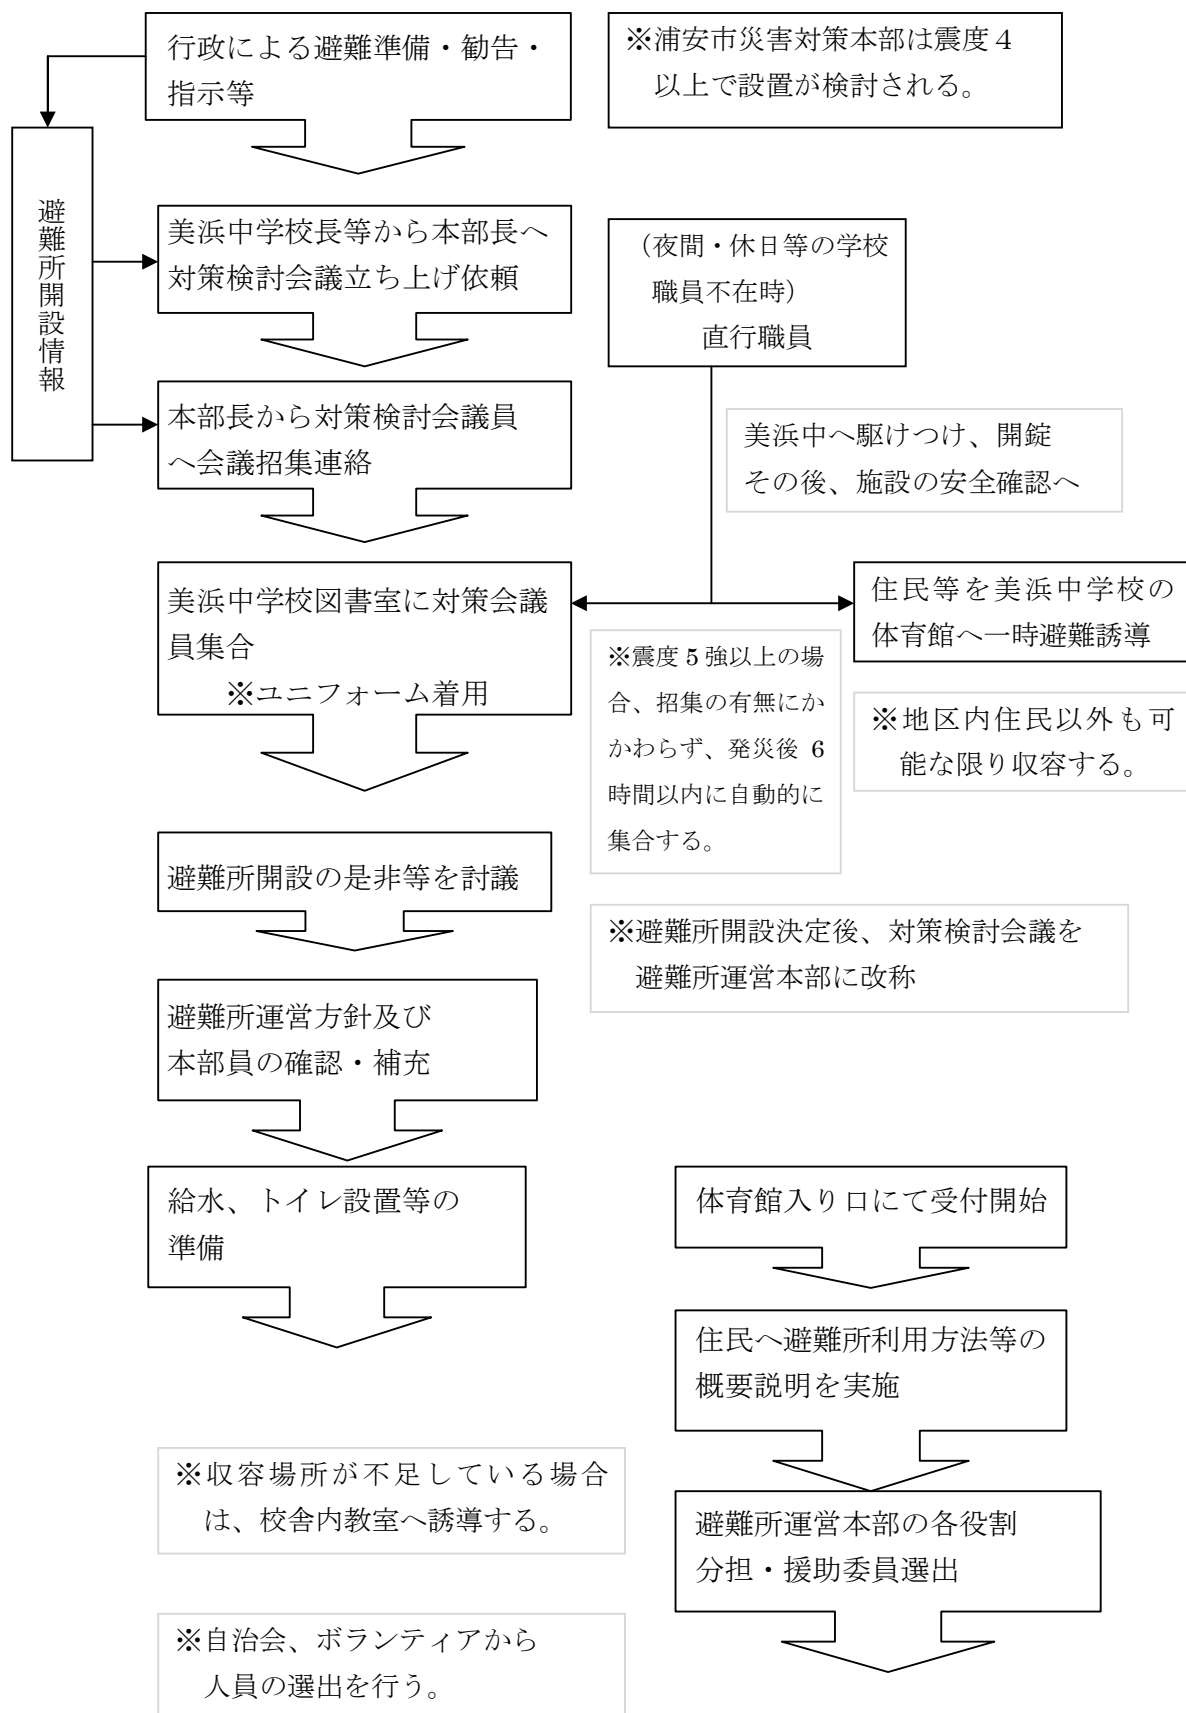 行政による避難準備・勧告・
指示等
※浦安市災害対策本部は震度４
以上で設置が検討される。
避難所開設情報
美浜中学校長等から本部長へ
対策検討会議立ち上げ依頼
（夜間・休日等の学校
職員不在時）
直行職員
本部長から対策検討会議員
へ会議招集連絡
美浜中へ駆けつけ、開錠
その後、施設の安全確認へ
美浜中学校図書室に対策会議
員集合
※ユニフォーム着用
住民等を美浜中学校の
体育館へ一時避難誘導
※震度 5 強以上の場
合、招集の有無にか
かわらず、発災後 6
時間以内に自動的に
集合する。
※地区内住民以外も可
能な限り収容する。
避難所開設の是非等を討議
※避難所開設決定後、対策検討会議を
避難所運営本部に改称
避難所運営方針及び
本部員の確認・補充
給水、トイレ設置等の
準備
体育館入り口にて受付開始
住民へ避難所利用方法等の
概要説明を実施
※収容場所が不足している場合
は、校舎内教室へ誘導する。
避難所運営本部の各役割
分担・援助委員選出
※自治会、ボランティアから
人員の選出を行う。